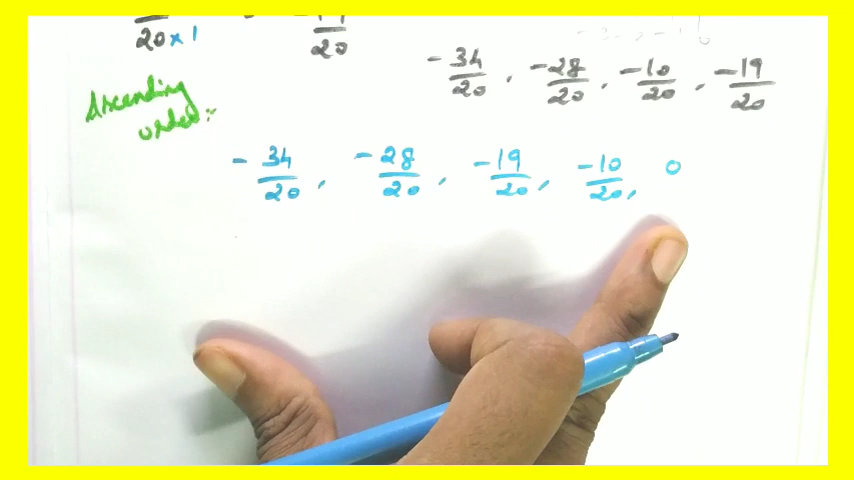 20 × 1
20
-34/20, -28/20, -10/20, -19/20
Ascending
order:-
-34/20, -28/20, -19/20, -10/20, 0